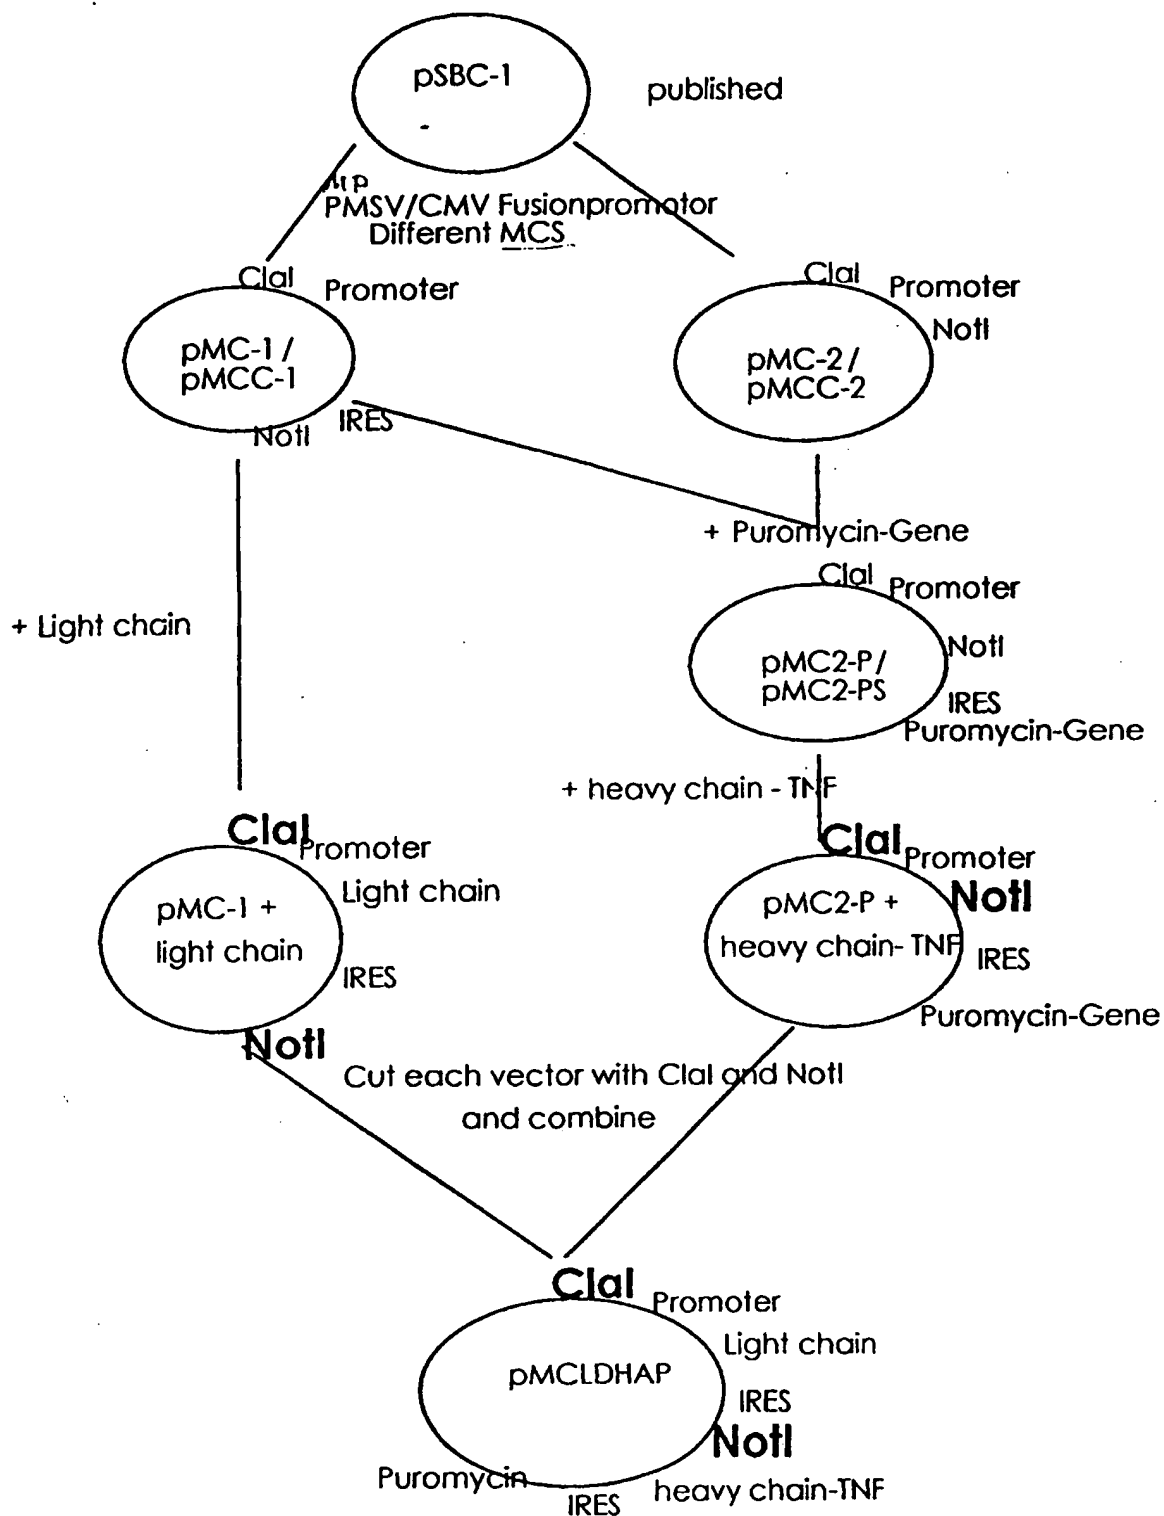 pSBC-1
published
PMSV/CMV Fusionpromotor
Different MCS
ClaI
Promoter
pMC-1 /
pMCC-1
NotI
IRES
ClaI
Promoter
NotI
pMC-2 /
pMCC-2
+ Puromycin-Gene
ClaI
Promoter
NotI
pMC2-P/
pMC2-PS
IRES
Puromycin-Gene
+ Light chain
+ heavy chain - TNF
ClaI
Promoter
Light chain
pMC-1 +
light chain
IRES
NotI
ClaI
Promoter
NotI
pMC2-P +
heavy chain- TNF
IRES
Puromycin-Gene
Cut each vector with ClaI and NotI
and combine
ClaI
Promoter
Light chain
pMCLDHAP
IRES
NotI
Puromycin
heavy chain-TNF
IRES